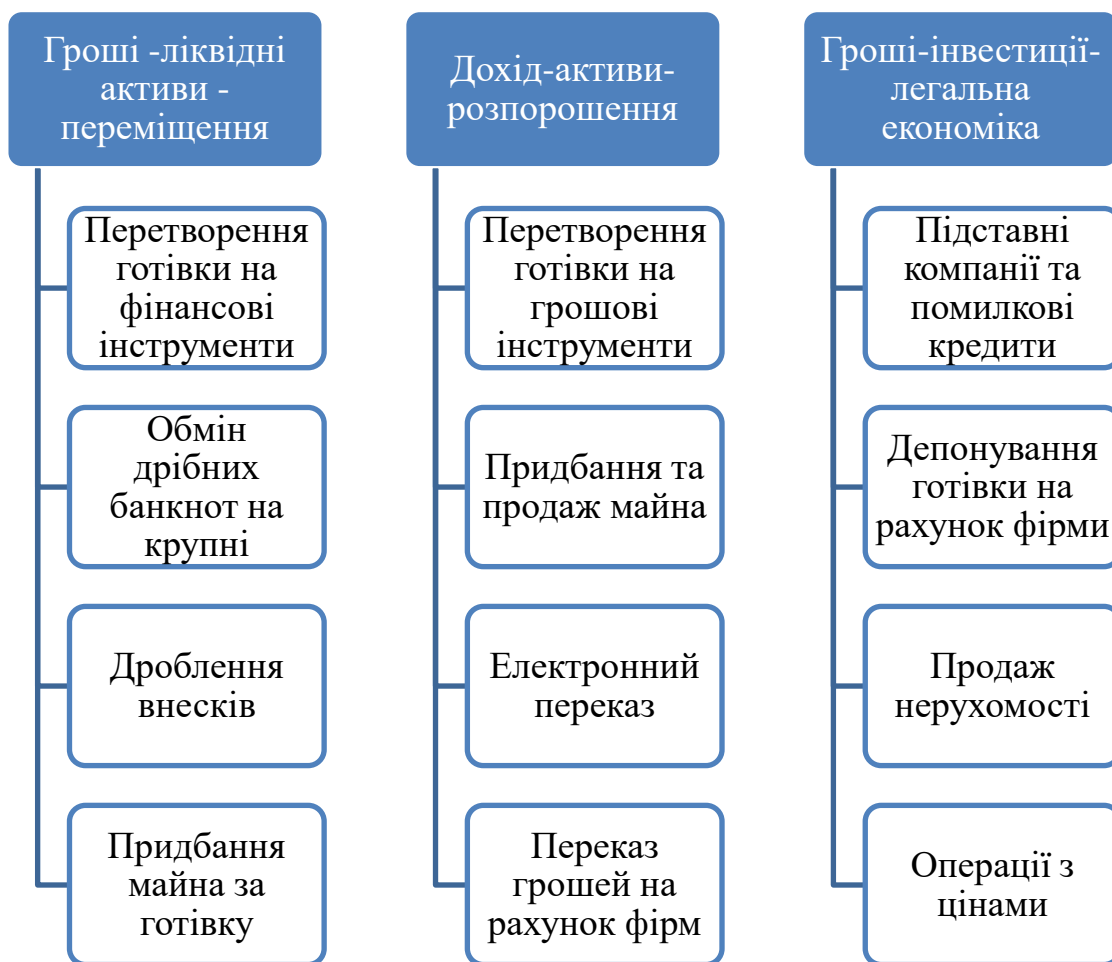 Гроші -ліквідні
активи -
переміщення
Перетворення
готівки на
фінансові
інструменти
Обмін
дрібних
банкнот на
крупні
Дроблення
внесків
Придбання
майна за
готівку
Дохід-активи-
розпорошення
Перетворення
готівки на
грошові
інструменти
Придбання та
продаж майна
Електронний
переказ
Переказ
грошей на
рахунок фірм
Гроші-інвестиції-
легальна
економіка
Підставні
компанії та
помилкові
кредити
Депонування
готівки на
рахунок фірми
Продаж
нерухомості
Операції з
цінами